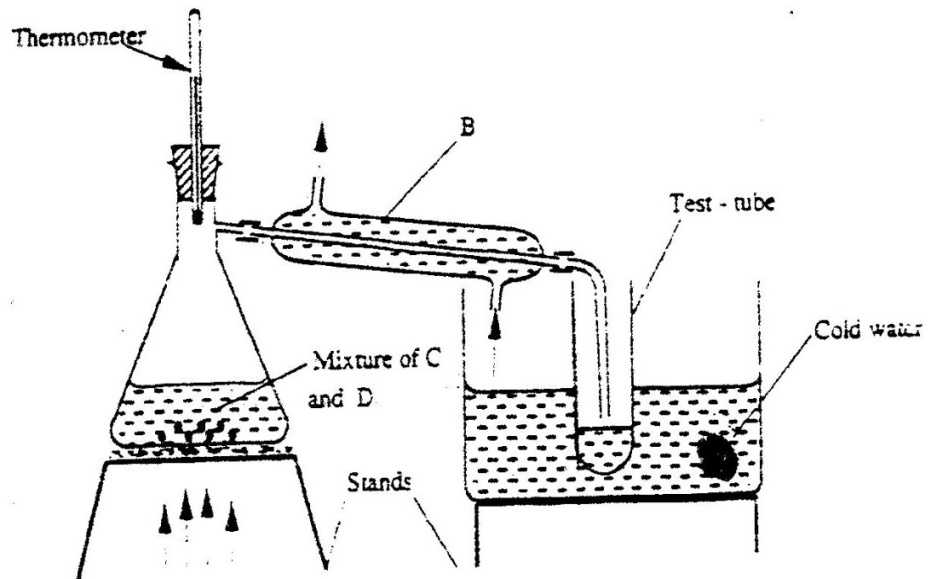 Thermometer
B
Test - tube
Cold water
Mixture of C
and D
Stands